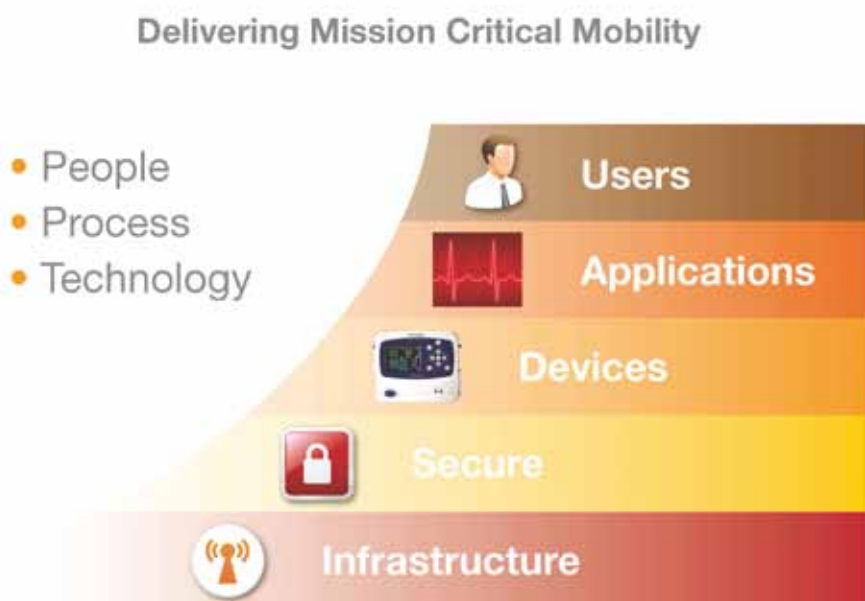 Delivering Mission Critical Mobility
• People
• Process
• Technology
Users
Applications
Devices
Secure
Infrastructure